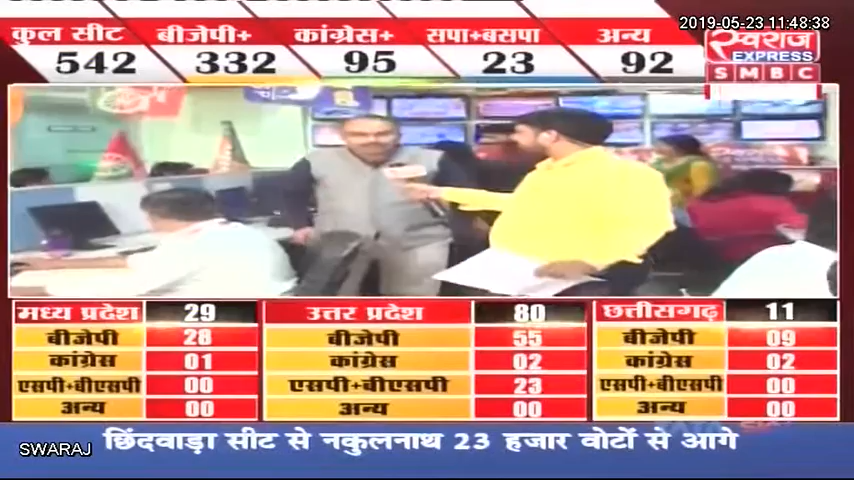 2019-05-23 11:48:38
कुल सीट बीजेपी+ कांग्रेस+ सपा+बसपा अन्य
542 332 95 23 92
स्वराज
EXPRESS
SMBC
मध्य प्रदेश 29
बीजेपी 28
कांग्रेस 01
एसपी+बीएसपी 00
अन्य 00
उत्तर प्रदेश 80
बीजेपी 55
कांग्रेस 02
एसपी+बीएसपी 23
अन्य 00
छत्तीसगढ़ 11
बीजेपी 09
कांग्रेस 02
एसपी+बीएसपी 00
अन्य 00
SWARAJ
छिंदवाड़ा सीट से नकुलनाथ 23 हजार वोटों से आगे